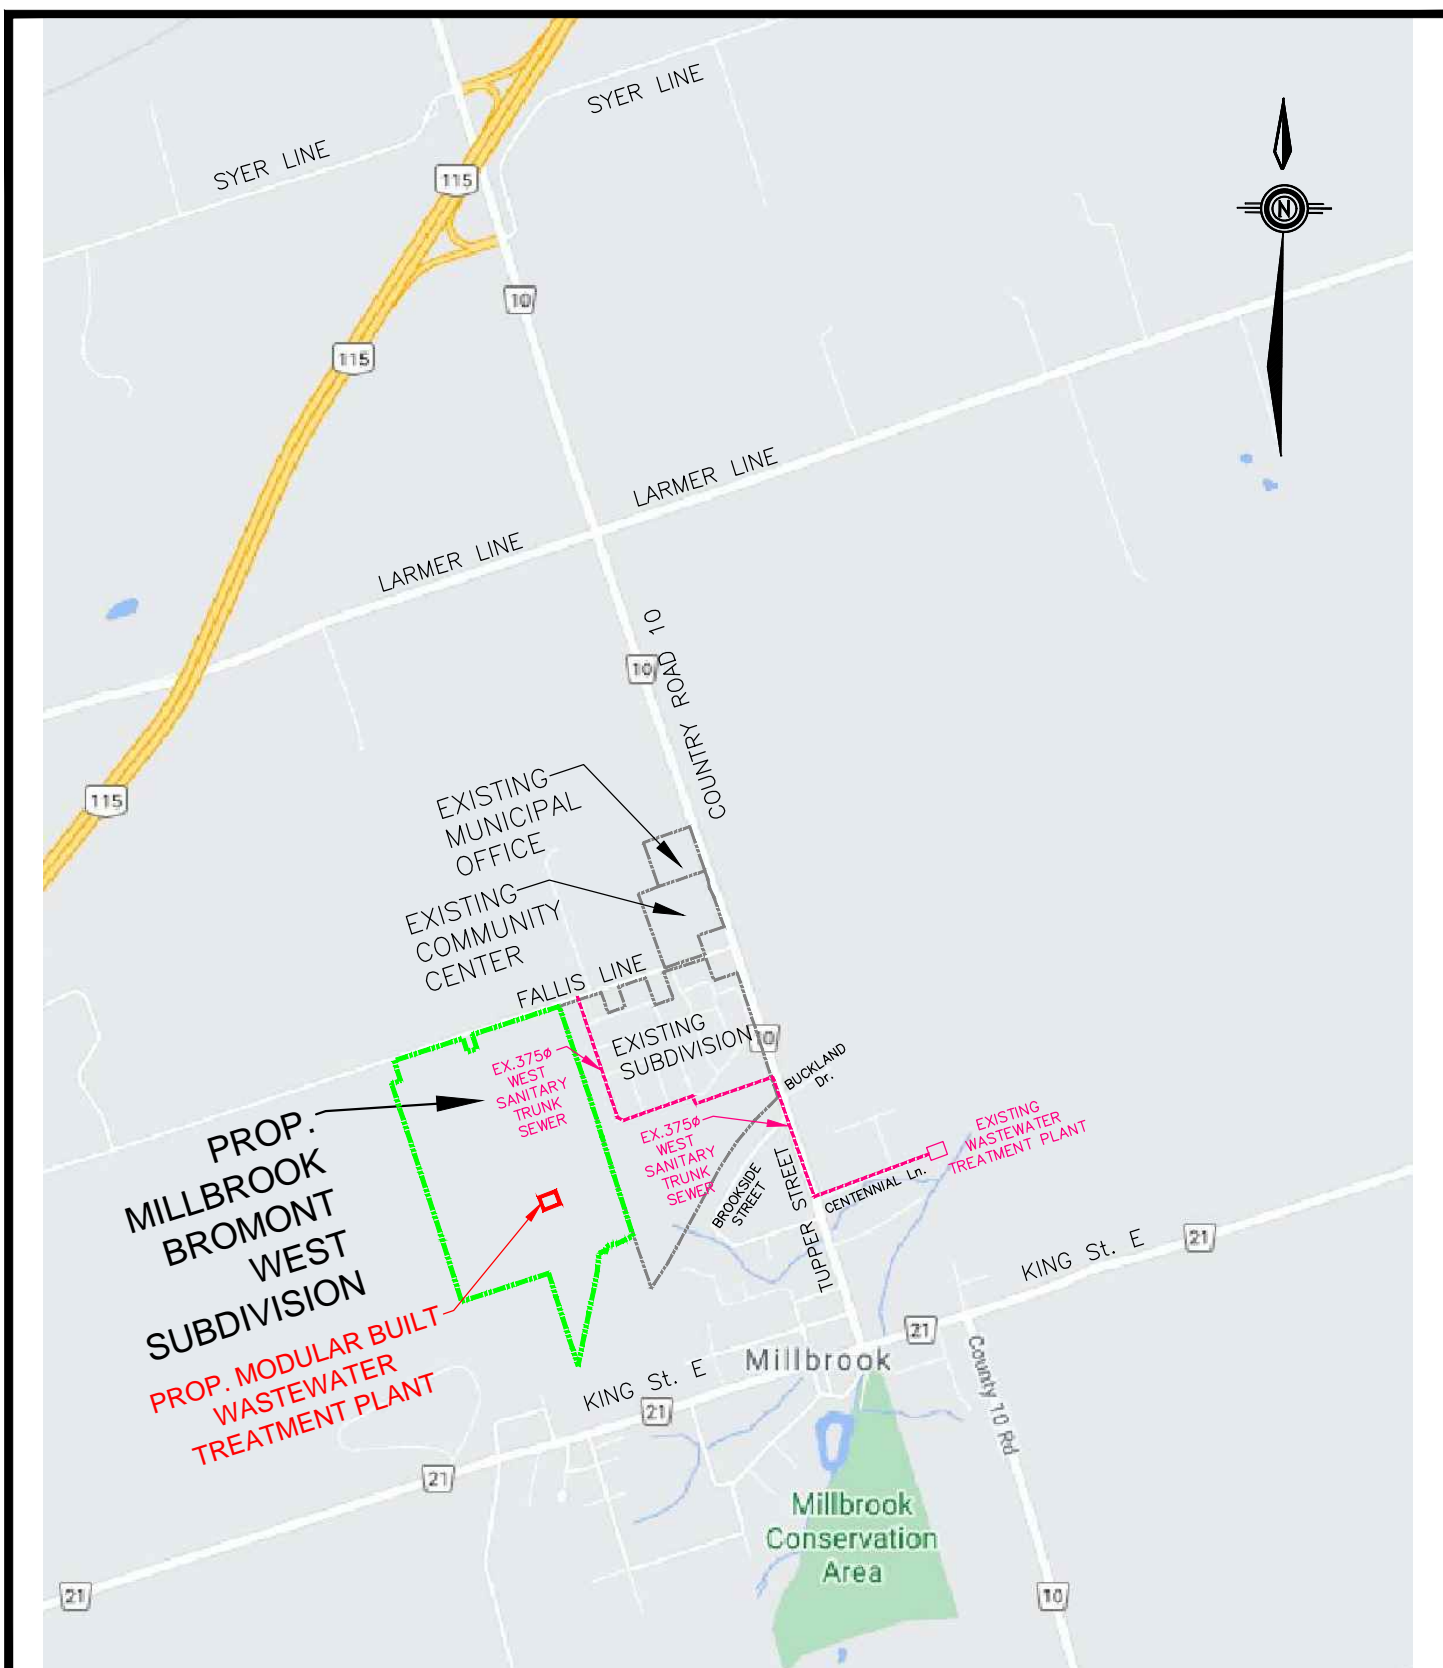 SYER LINE
SYER LINE
115
N
10
115
LARMER LINE
LARMER LINE
COUNTRY ROAD 10
10
115
EXISTING
MUNICIPAL
OFFICE
EXISTING
COMMUNITY
CENTER
FALLIS LINE
EXISTING
SUBDIVISION
10
BUCKLAND
Dr.
EX.375ø
WEST
SANITARY
TRUNK
SEWER
EX.375ø
WEST
SANITARY
TRUNK
SEWER
EXISTING
WASTEWATER
TREATMENT PLANT
PROP.
MILLBROOK
BROMONT
WEST
SUBDIVISION
BROOKSIDE
STREET
TUPPER STREET
CENTENNIAL Ln.
PROP. MODULAR BUILT
WASTEWATER
TREATMENT PLANT
KING St. E
21
21
Millbrook
County 10 Rd
KING St. E
21
21
Millbrook
Conservation
Area
21
10